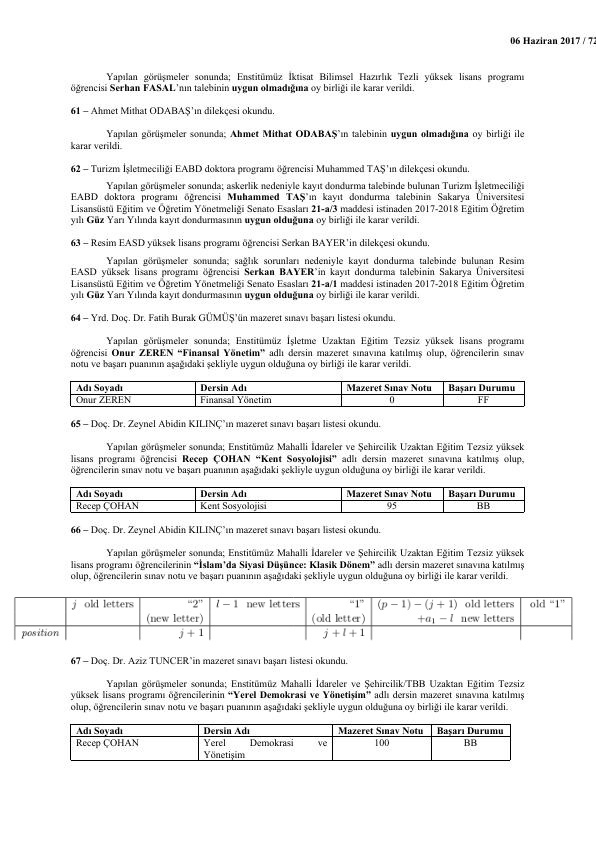 06 Haziran 2017 / 72
Yapılan görüşmeler sonunda; Enstitümüz İktisat Bilimsel Hazırlık Tezli yüksek lisans programı
öğrencisi Serhan FASAL’nın talebinin uygun olmadığına oy birliği ile karar verildi.
61 – Ahmet Mithat ODABAŞ’ın dilekçesi okundu.
Yapılan görüşmeler sonunda; Ahmet Mithat ODABAŞ’ın talebinin uygun olmadığına oy birliği ile
karar verildi.
62 – Turizm İşletmeciliği EABD doktora programı öğrencisi Muhammed TAŞ’ın dilekçesi okundu.
Yapılan görüşmeler sonunda; askerlik nedeniyle kayıt dondurma talebinde bulunan Turizm İşletmeciliği
EABD doktora programı öğrencisi Muhammed TAŞ’ın kayıt dondurma talebinin Sakarya Üniversitesi
Lisansüstü Eğitim ve Öğretim Yönetmeliği Senato Esasları 21-a/3 maddesi istinaden 2017-2018 Eğitim Öğretim
yılı Güz Yarı Yılında kayıt dondurmasının uygun olduğuna oy birliği ile karar verildi.
63 – Resim EASD yüksek lisans programı öğrencisi Serkan BAYER’in dilekçesi okundu.
Yapılan görüşmeler sonunda; sağlık sorunları nedeniyle kayıt dondurma talebinde bulunan Resim
EASD yüksek lisans programı öğrencisi Serkan BAYER’in kayıt dondurma talebinin Sakarya Üniversitesi
Lisansüstü Eğitim ve Öğretim Yönetmeliği Senato Esasları 21-a/1 maddesi istinaden 2017-2018 Eğitim Öğretim
yılı Güz Yarı Yılında kayıt dondurmasının uygun olduğuna oy birliği ile karar verildi.
64 – Yrd. Doç. Dr. Fatih Burak GÜMÜŞ’ün mazeret sınavı başarı listesi okundu.
Yapılan görüşmeler sonunda; Enstitümüz İşletme Uzaktan Eğitim Tezsiz yüksek lisans programı
öğrencisi Onur ZEREN “Finansal Yönetim” adlı dersin mazeret sınavına katılmış olup, öğrencilerin sınav
notu ve başarı puanının aşağıdaki şekliyle uygun olduğuna oy birliği ile karar verildi.
Adı Soyadı Dersin Adı Mazeret Sınav Notu Başarı Durumu
Onur ZEREN Finansal Yönetim 0 FF
65 – Doç. Dr. Zeynel Abidin KILINÇ’ın mazeret sınavı başarı listesi okundu.
Yapılan görüşmeler sonunda; Enstitümüz Mahalli İdareler ve Şehircilik Uzaktan Eğitim Tezsiz yüksek
lisans programı öğrencisi Recep ÇOHAN “Kent Sosyolojisi” adlı dersin mazeret sınavına katılmış olup,
öğrencilerin sınav notu ve başarı puanının aşağıdaki şekliyle uygun olduğuna oy birliği ile karar verildi.
Adı Soyadı Dersin Adı Mazeret Sınav Notu Başarı Durumu
Recep ÇOHAN Kent Sosyolojisi 95 BB
66 – Doç. Dr. Zeynel Abidin KILINÇ’ın mazeret sınavı başarı listesi okundu.
Yapılan görüşmeler sonunda; Enstitümüz Mahalli İdareler ve Şehircilik Uzaktan Eğitim Tezsiz yüksek
lisans programı öğrencilerinin “İslam’da Siyasi Düşünce: Klasik Dönem” adlı dersin mazeret sınavına katılmış
olup, öğrencilerin sınav notu ve başarı puanının aşağıdaki şekliyle uygun olduğuna oy birliği ile karar verildi.
j old letters “2” l − 1 new letters “1” (p − 1) − (j + 1) old letters old “1”
(new letter) (old letter) +a₁ − l new letters
position j + 1 j + l + 1
67 – Doç. Dr. Aziz TUNCER’in mazeret sınavı başarı listesi okundu.
Yapılan görüşmeler sonunda; Enstitümüz Mahalli İdareler ve Şehircilik/TBB Uzaktan Eğitim Tezsiz
yüksek lisans programı öğrencilerinin “Yerel Demokrasi ve Yönetişim” adlı dersin mazeret sınavına katılmış
olup, öğrencilerin sınav notu ve başarı puanının aşağıdaki şekliyle uygun olduğuna oy birliği ile karar verildi.
Adı Soyadı Dersin Adı Mazeret Sınav Notu Başarı Durumu
Recep ÇOHAN Yerel Demokrasi ve 100 BB
Yönetişim